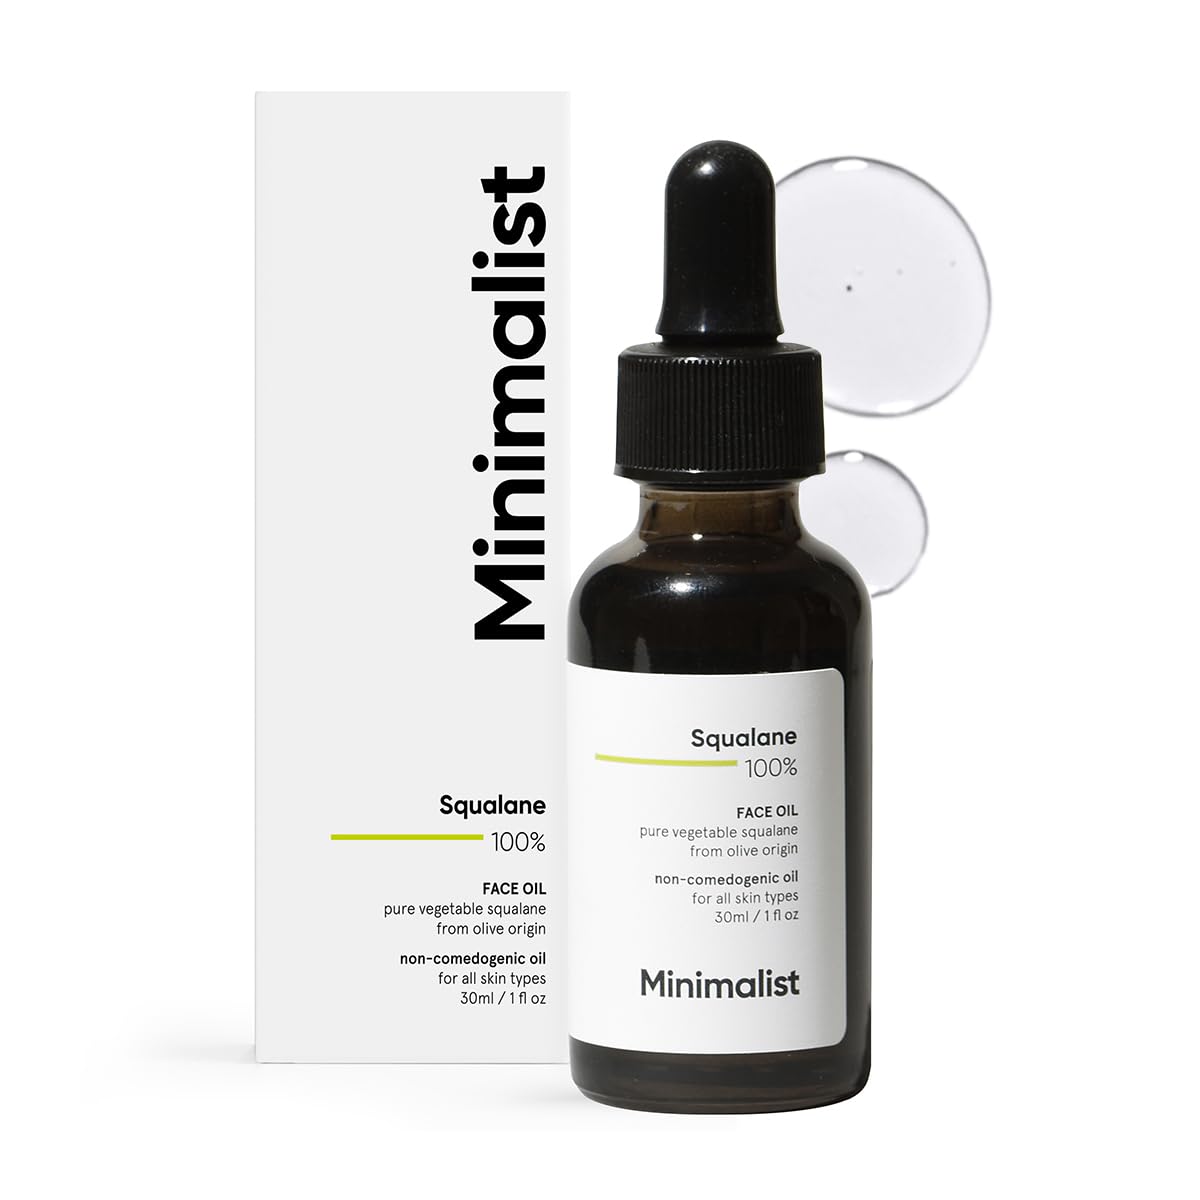 Minimalist
Squalane
100%
FACE OIL
pure vegetable squalane
from olive origin
non-comedogenic oil
for all skin types
30ml / 1 fl oz
Squalane
100%
FACE OIL
pure vegetable squalane
from olive origin
non-comedogenic oil
for all skin types
30ml / 1 fl oz
Minimalist